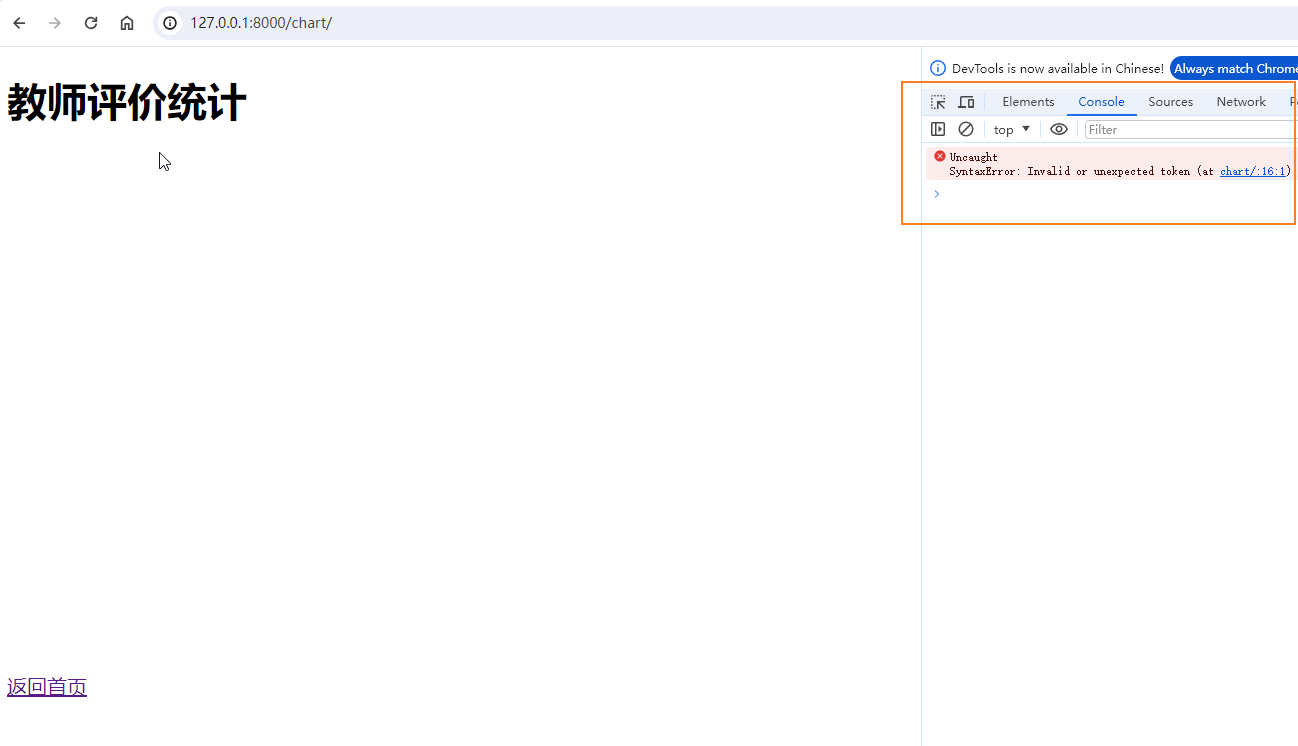 127.0.0.1:8000/chart/
教师评价统计
返回首页
DevTools is now available in Chinese! Always match Chrome
Elements Console Sources Network
top Filter
Uncaught
SyntaxError: Invalid or unexpected token (at chart/:16:1)